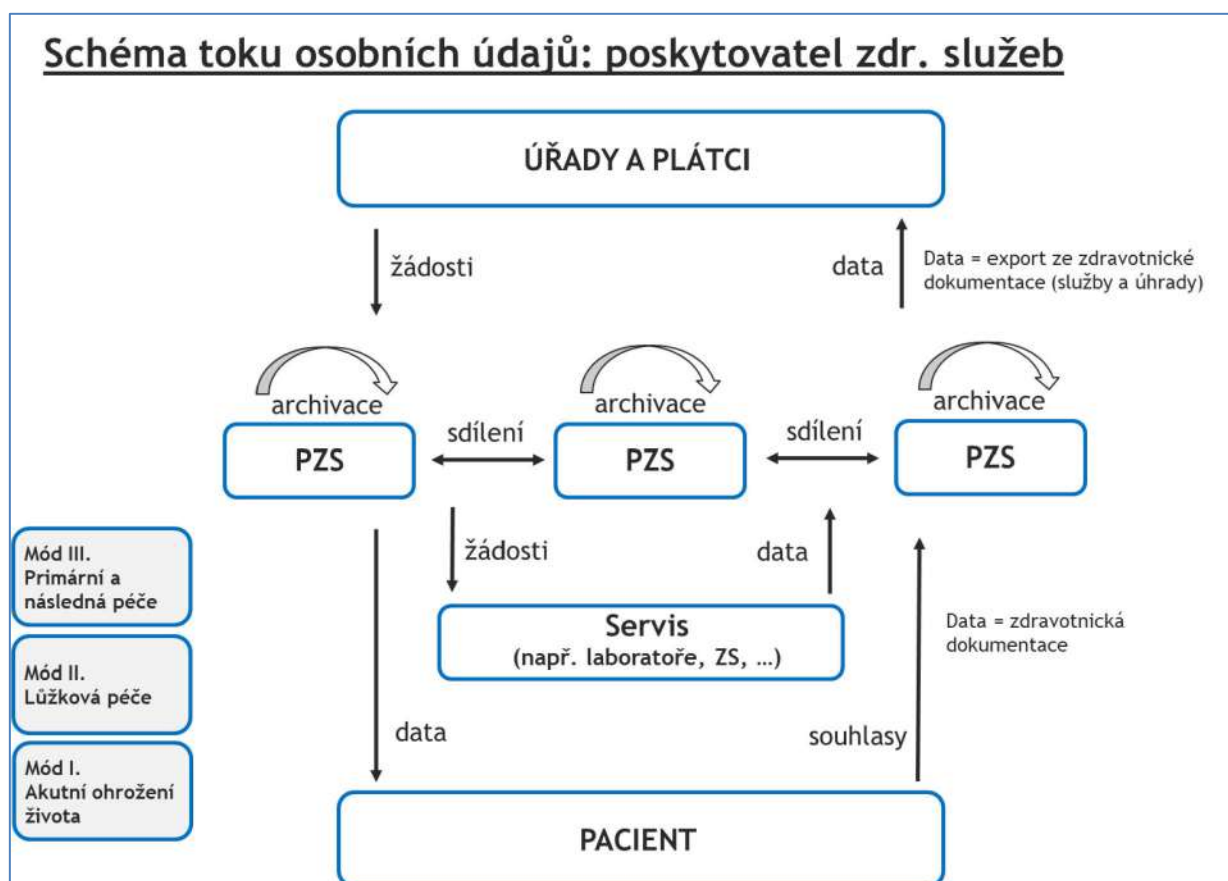 Schéma toku osobních údajů: poskytovatel zdr. služeb
ÚŘADY A PLÁTCI
žádosti
data
Data = export ze zdravotnické
dokumentace (služby a úhrady)
archivace
archivace
archivace
PZS
sdílení
PZS
sdílení
PZS
žádosti
data
Mód III.
Primární a
následná péče
Servis
(např. laboratoře, ZS, ...)
Data = zdravotnická
dokumentace
Mód II.
Lůžková péče
data
souhlasy
Mód I.
Akutní ohrožení
života
PACIENT